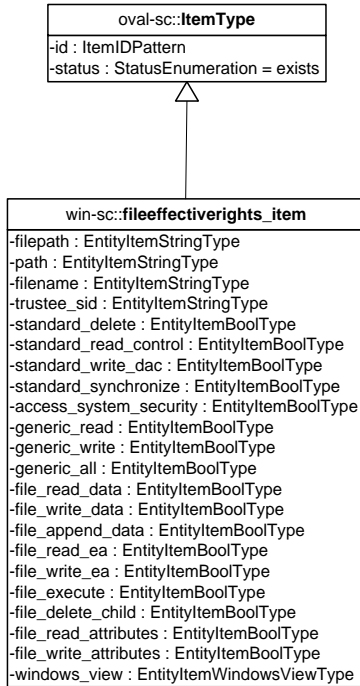 oval-sc::ItemType
-id : ItemIDPattern
-status : StatusEnumeration = exists
win-sc::fileeffectiverights_item
-filepath : EntityItemStringType
-path : EntityItemStringType
-filename : EntityItemStringType
-trustee_sid : EntityItemStringType
-standard_delete : EntityItemBoolType
-standard_read_control : EntityItemBoolType
-standard_write_dac : EntityItemBoolType
-standard_synchronize : EntityItemBoolType
-access_system_security : EntityItemBoolType
-generic_read : EntityItemBoolType
-generic_write : EntityItemBoolType
-generic_all : EntityItemBoolType
-file_read_data : EntityItemBoolType
-file_write_data : EntityItemBoolType
-file_append_data : EntityItemBoolType
-file_read_ea : EntityItemBoolType
-file_write_ea : EntityItemBoolType
-file_execute : EntityItemBoolType
-file_delete_child : EntityItemBoolType
-file_read_attributes : EntityItemBoolType
-file_write_attributes : EntityItemBoolType
-windows_view : EntityItemWindowsViewType